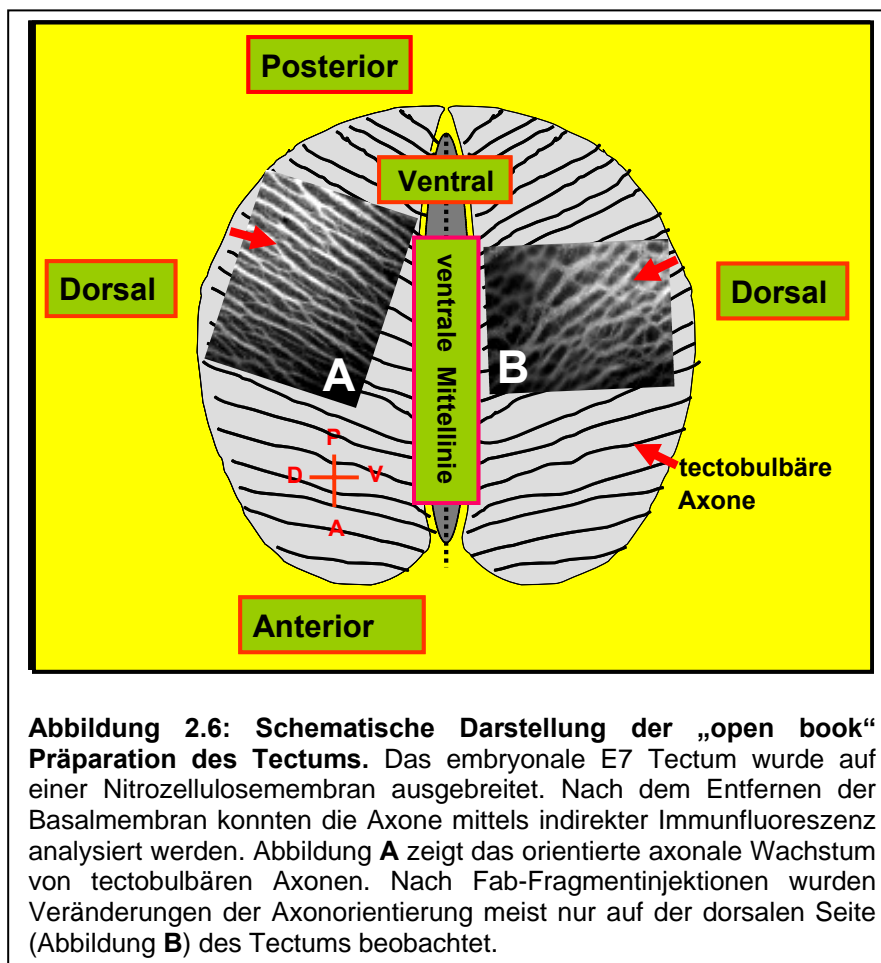 Posterior
Ventral
Dorsal
ventrale Mittellinie
Dorsal
A
B
P
D
V
A
tectobulbäre
Axone
Anterior
Abbildung 2.6: Schematische Darstellung der „open book“
Präparation des Tectums. Das embryonale E7 Tectum wurde auf
einer Nitrozellulosemembran ausgebreitet. Nach dem Entfernen der
Basalmembran konnten die Axone mittels indirekter Immunfluoreszenz
analysiert werden. Abbildung A zeigt das orientierte axonale Wachstum
von tectobulbären Axonen. Nach Fab-Fragmentinjektionen wurden
Veränderungen der Axonorientierung meist nur auf der dorsalen Seite
(Abbildung B) des Tectums beobachtet.